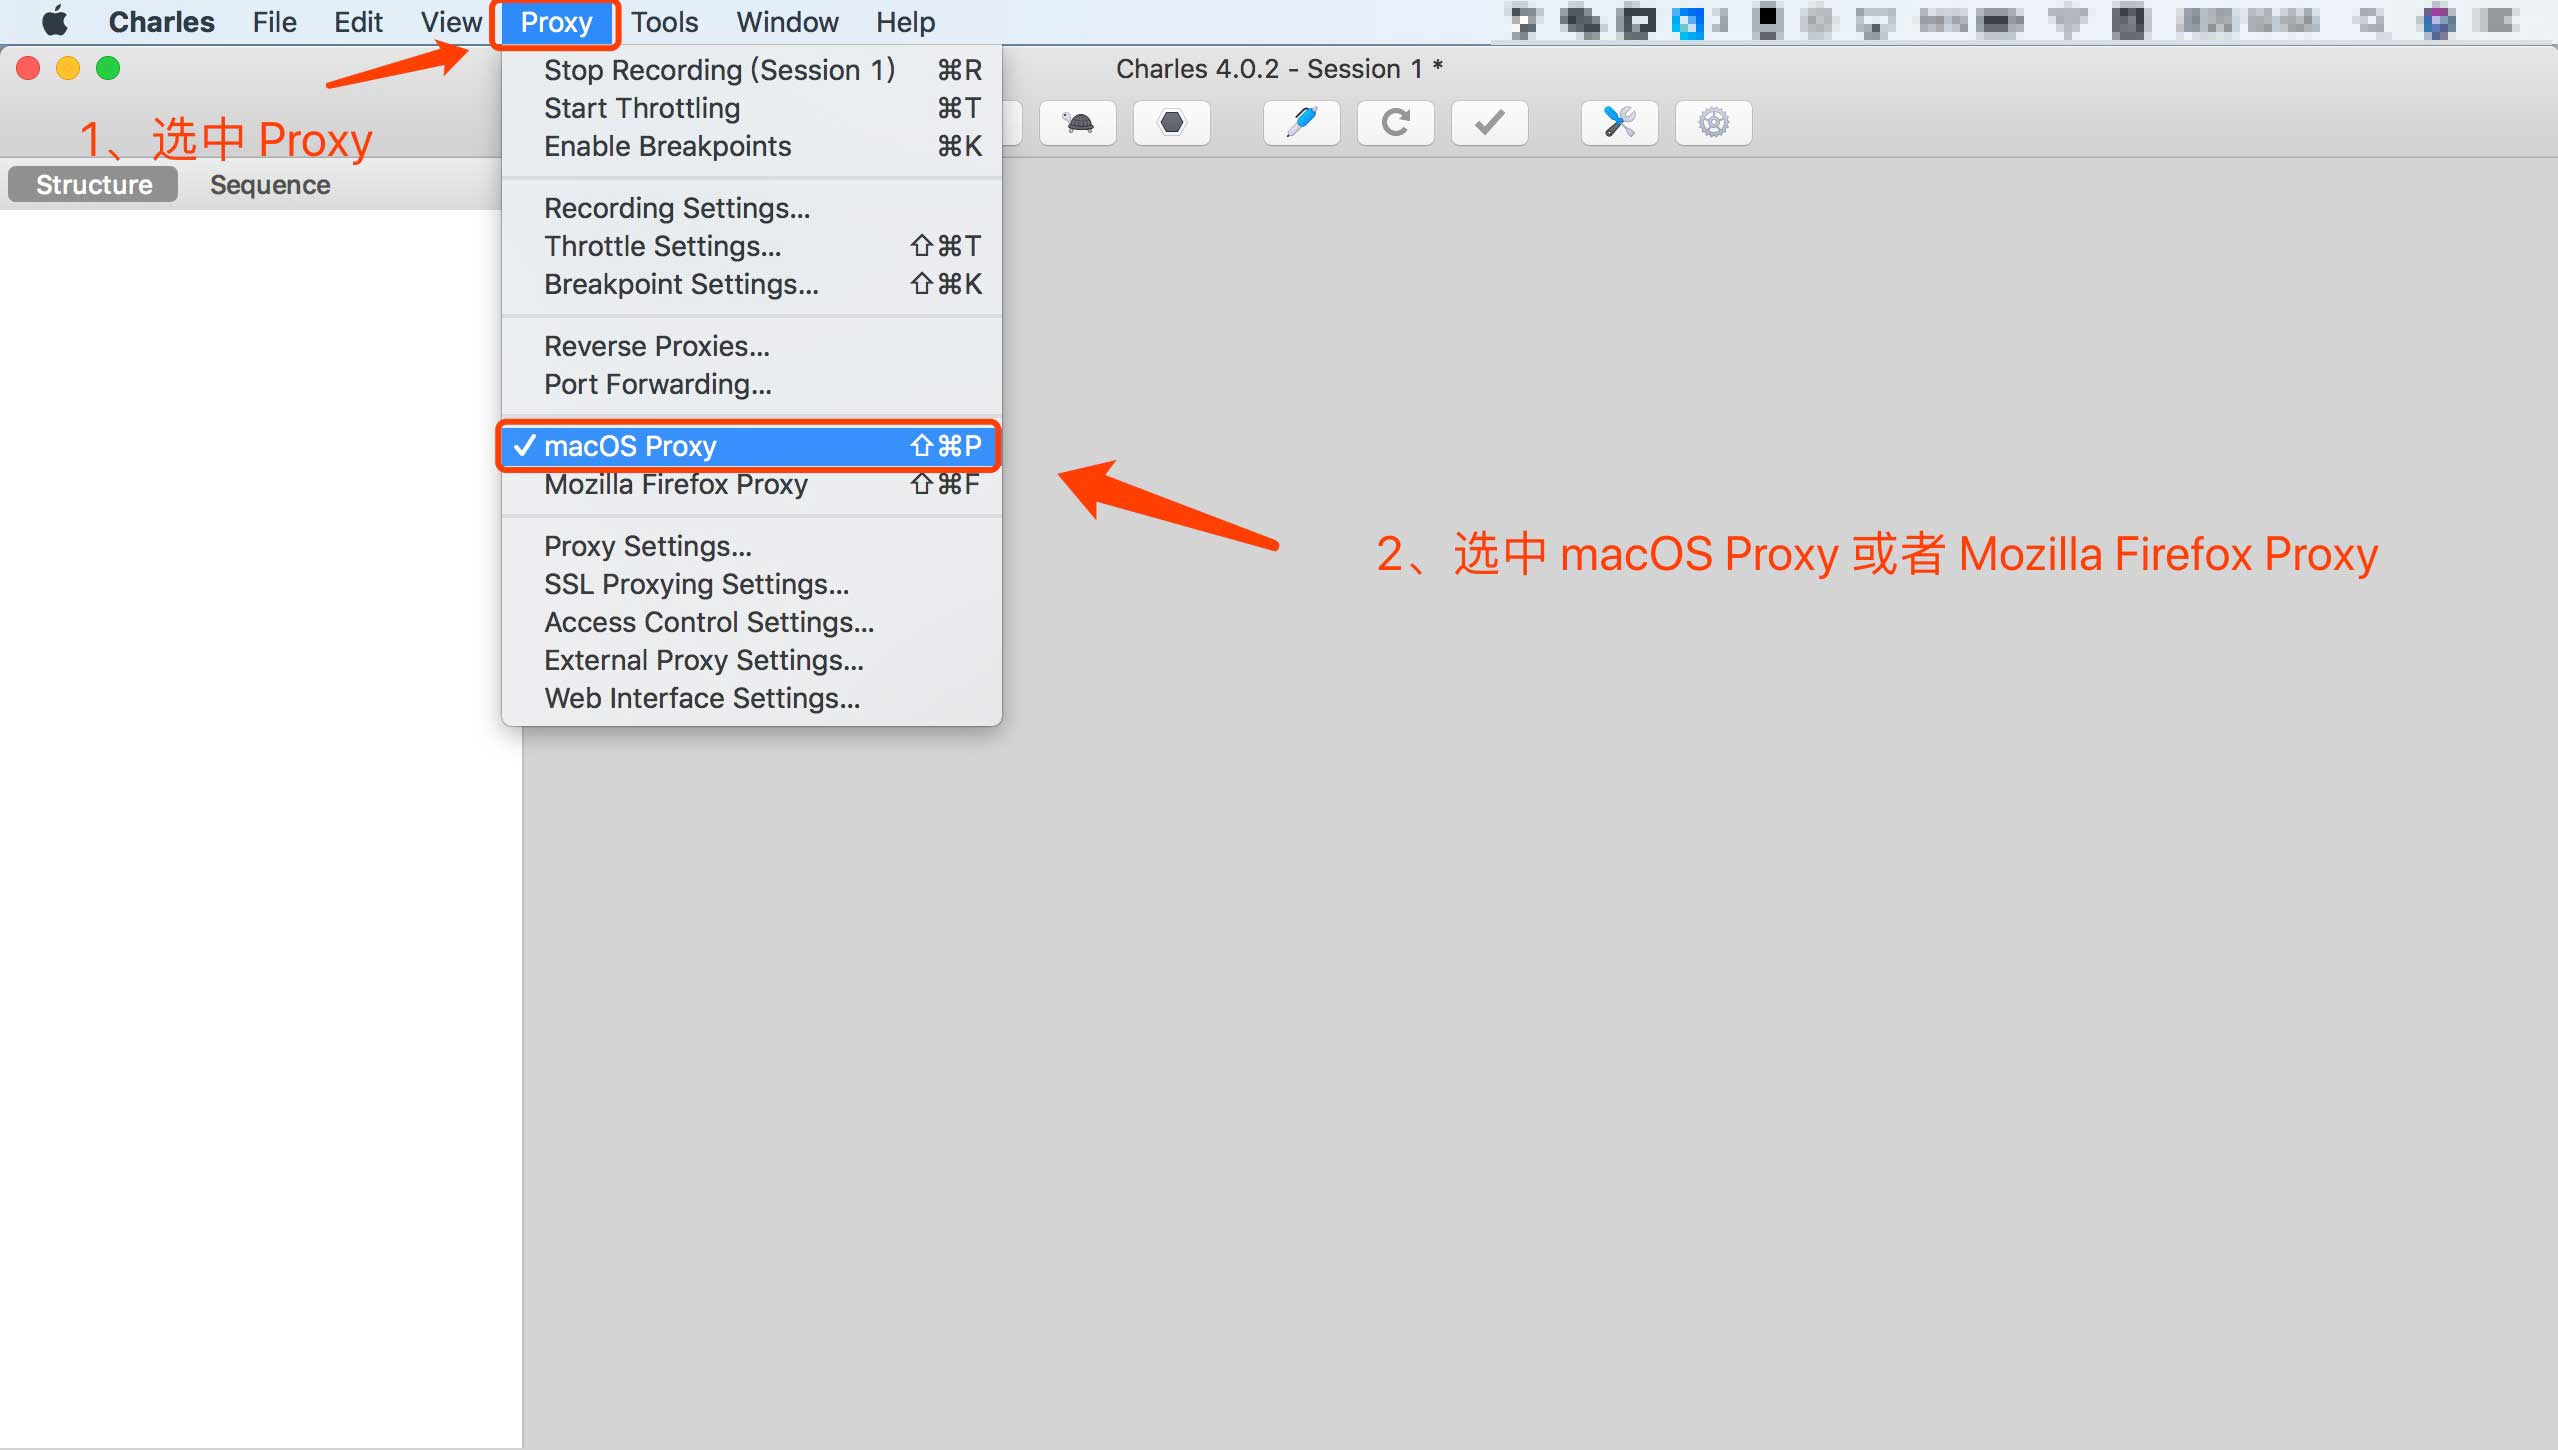 Charles File Edit View Proxy Tools Window Help
Charles 4.0.2 - Session 1 *
1、选中 Proxy
Structure Sequence
Stop Recording (Session 1) ⌘R
Start Throttling ⌘T
Enable Breakpoints ⌘K
Recording Settings...
Throttle Settings... ⇧⌘T
Breakpoint Settings... ⇧⌘K
Reverse Proxies...
Port Forwarding...
✓ macOS Proxy ⇧⌘P
Mozilla Firefox Proxy ⇧⌘F
Proxy Settings...
SSL Proxying Settings...
Access Control Settings...
External Proxy Settings...
Web Interface Settings...
2、选中 macOS Proxy 或者 Mozilla Firefox Proxy